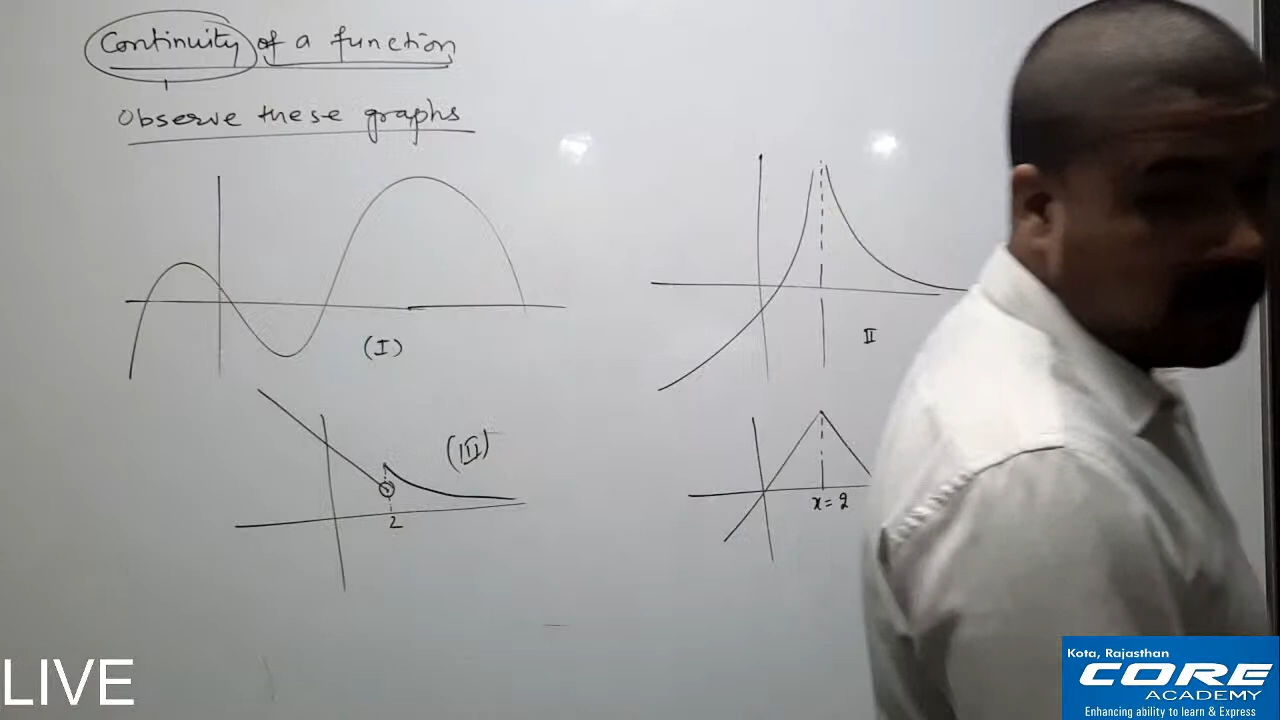 Continuity of a function
Observe these graphs
(I)
II
(III)
2
x=2
LIVE
Kota, Rajasthan
CORE
ACADEMY
Enhancing ability to learn & Express